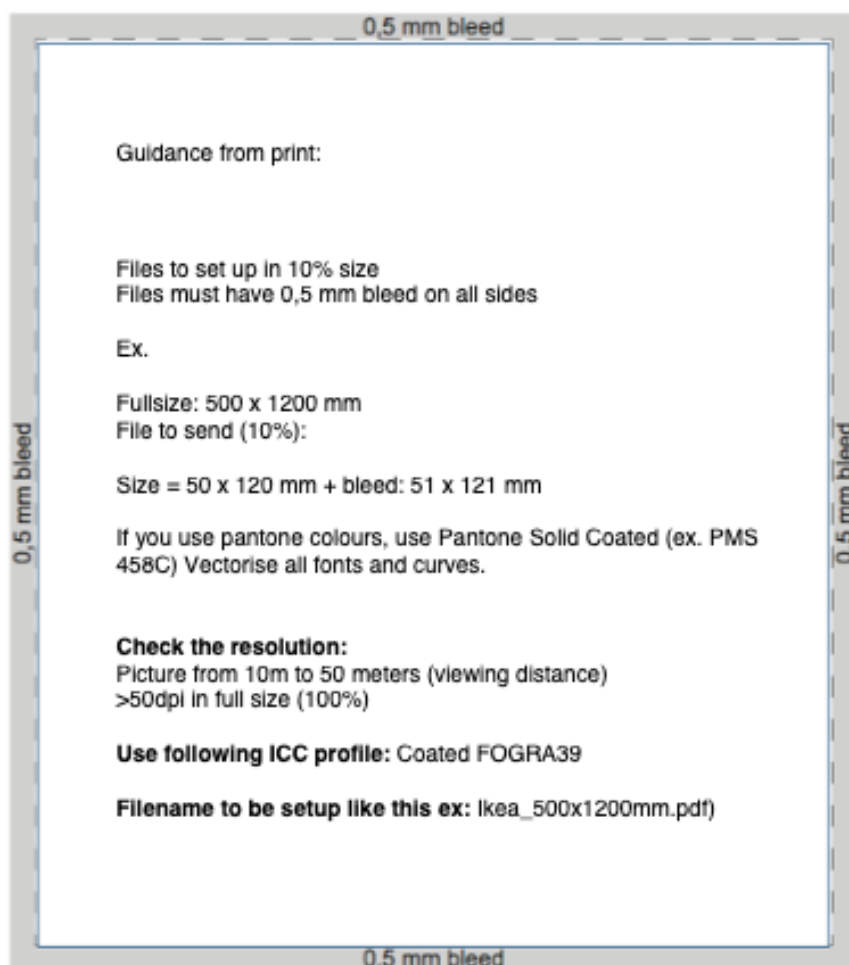 0,5 mm bleed
Guidance from print:
Files to set up in 10% size
Files must have 0,5 mm bleed on all sides
Ex.
Fullsize: 500 x 1200 mm
File to send (10%):
0,5 mm bleed
0,5 mm bleed
Size = 50 x 120 mm + bleed: 51 x 121 mm
If you use pantone colours, use Pantone Solid Coated (ex. PMS
458C) Vectorise all fonts and curves.
Check the resolution:
Picture from 10m to 50 meters (viewing distance)
>50dpi in full size (100%)
Use following ICC profile: Coated FOGRA39
Filename to be setup like this ex: Ikea_500x1200mm.pdf)
0,5 mm bleed